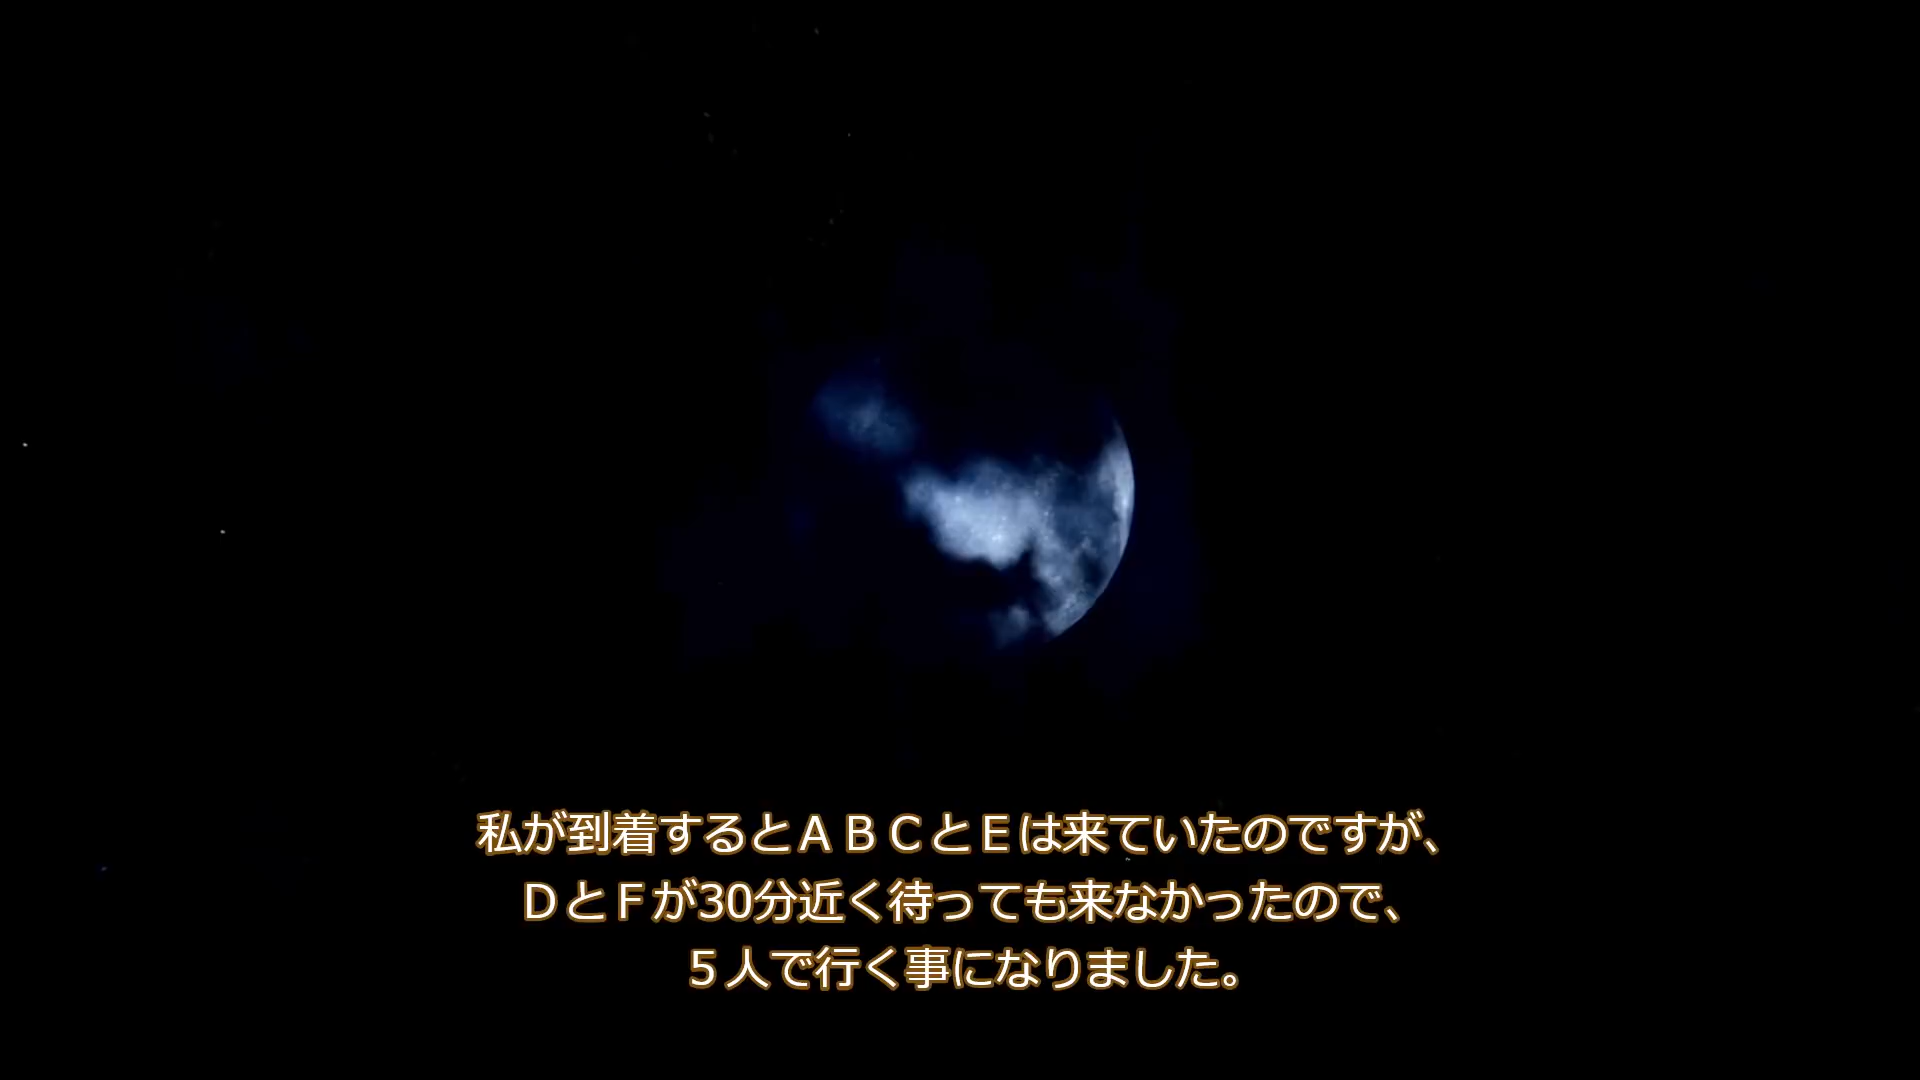 私が到着するとＡＢＣとＥは来ていたのですが、
ＤとＦが30分近く待っても来なかったので、
５人で行く事になりました。